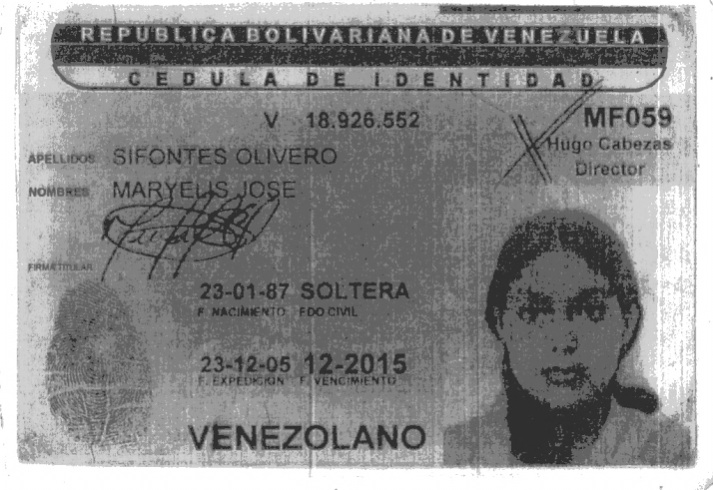 REPUBLICA BOLIVARIANA DE VENEZUELA
CEDULA DE IDENTIDAD
V 18.926.552
MF059
Hugo Cabezas
Director
APELLIDOS SIFONTES OLIVERO
NOMBRES MARYELIS JOSE
FIRMA TITULAR
23-01-87 SOLTERA
F. NACIMIENTO EDO CIVIL
23-12-05 12-2015
F. EXPEDICION F. VENCIMIENTO
VENEZOLANO